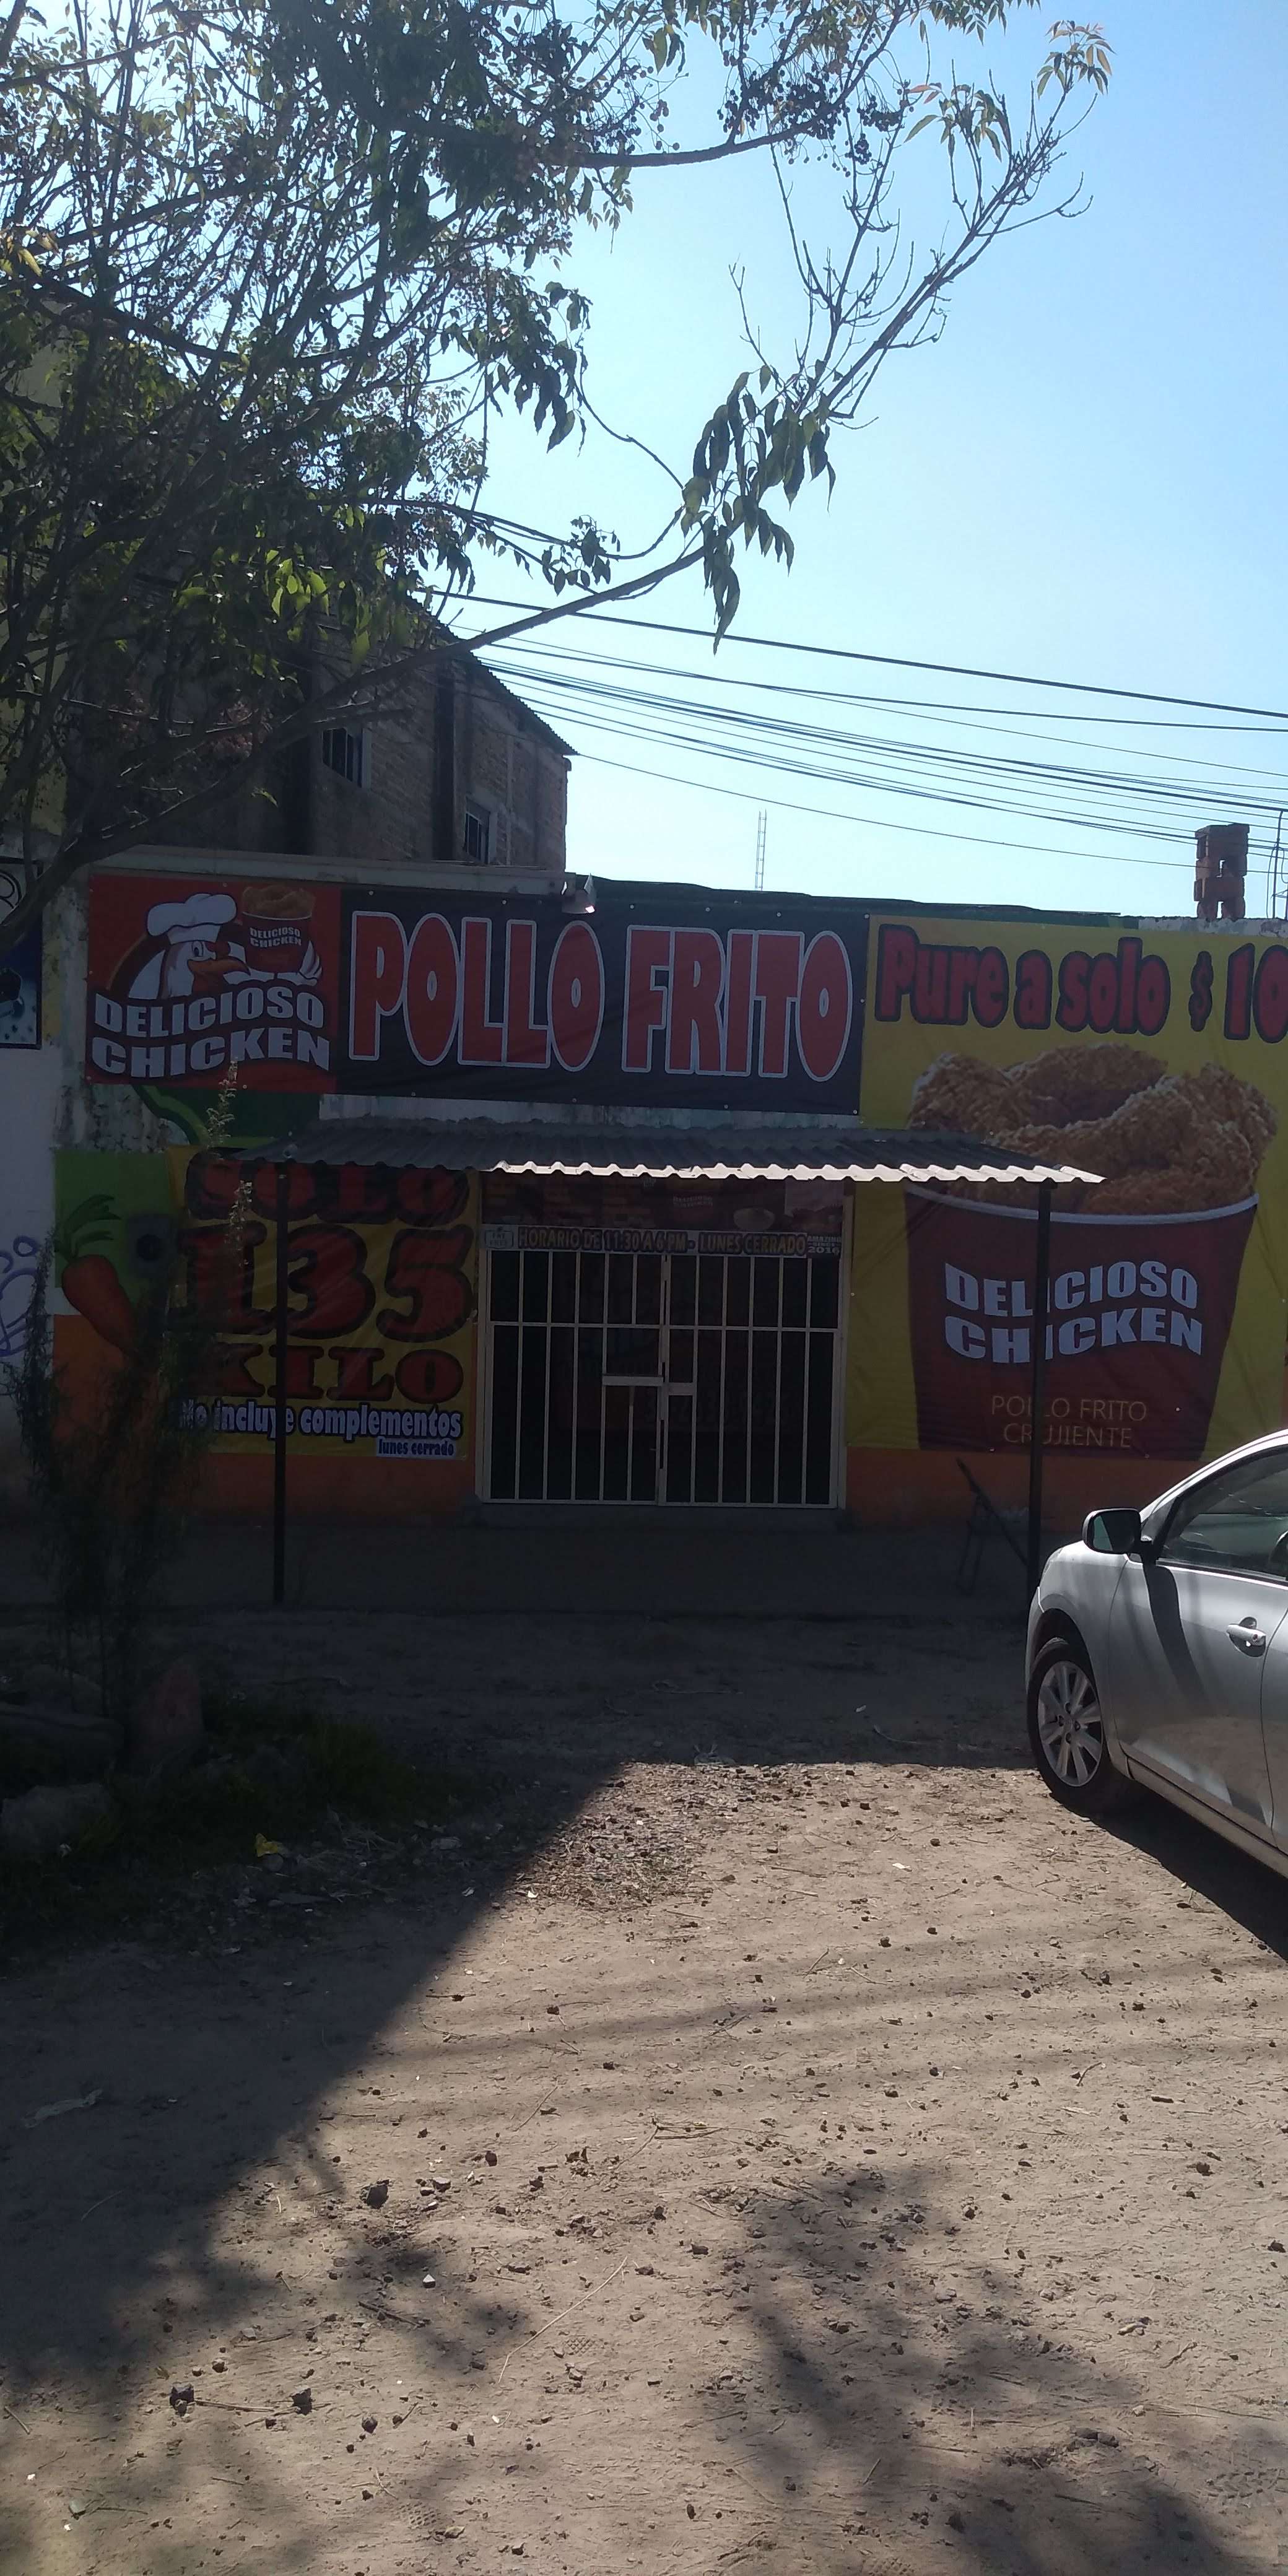 DELICIOSO
CHICKEN
DELICIOSO
CHICKEN
POLLO FRITO
Pure a solo $ 10
SOLO
135
KILO
No incluye complementos
lunes cerrado
HORARIO DE 11:30 A 6 PM - LUNES CERRADO
2016
DELICIOSO
CHICKEN
POLLO FRITO
CRUJIENTE